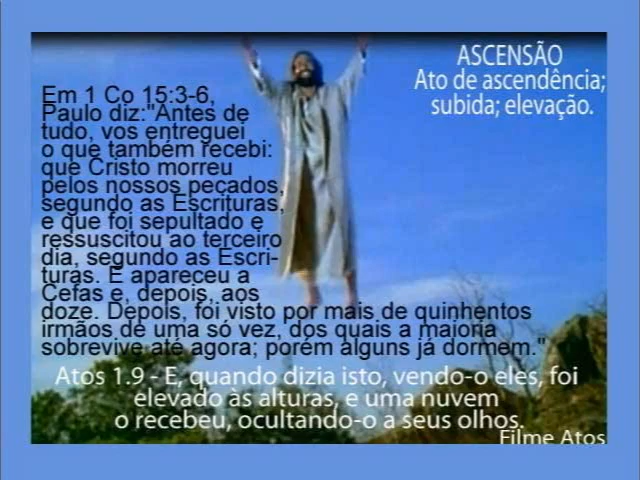 ASCENSÃO
Ato de ascendência;
subida; elevação.
Em 1 Co 15:3-6,
Paulo diz:"Antes de
tudo, vos entreguei
o que também recebi:
que Cristo morreu
pelos nossos pecados,
segundo as Escrituras,
e que foi sepultado e
ressuscitou ao terceiro
dia, segundo as Escri-
turas. E apareceu a
Cefas e, depois, aos
doze. Depois, foi visto por mais de quinhentos
irmãos de uma só vez, dos quais a maioria
sobrevive até agora; porém alguns já dormem."
Atos 1.9 - E, quando dizia isto, vendo-o eles, foi
elevado às alturas, e uma nuvem
o recebeu, ocultando-o a seus olhos.
Filme Atos